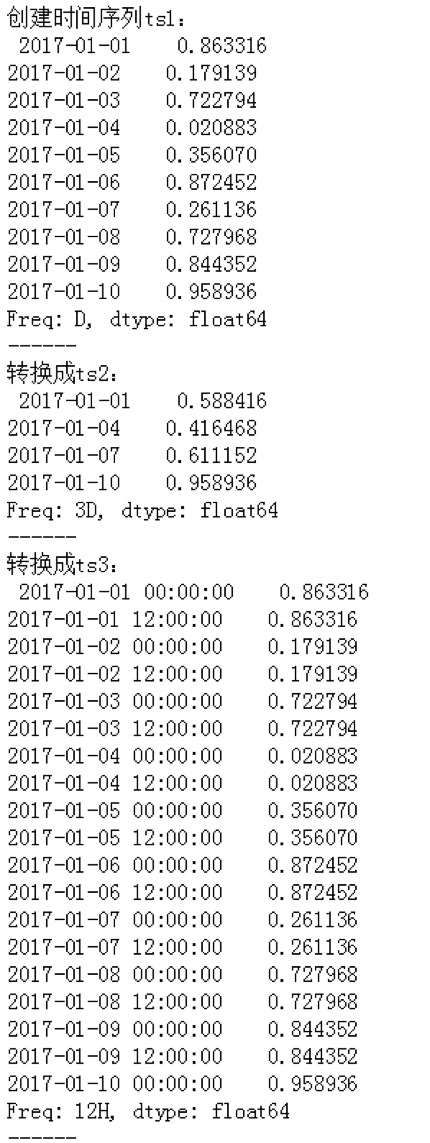 创建时间序列ts1：
2017-01-01    0.863316
2017-01-02    0.179139
2017-01-03    0.722794
2017-01-04    0.020883
2017-01-05    0.356070
2017-01-06    0.872452
2017-01-07    0.261136
2017-01-08    0.727968
2017-01-09    0.844352
2017-01-10    0.958936
Freq: D, dtype: float64
------
转换成ts2：
2017-01-01    0.588416
2017-01-04    0.416468
2017-01-07    0.611152
2017-01-10    0.958936
Freq: 3D, dtype: float64
------
转换成ts3：
2017-01-01 00:00:00    0.863316
2017-01-01 12:00:00    0.863316
2017-01-02 00:00:00    0.179139
2017-01-02 12:00:00    0.179139
2017-01-03 00:00:00    0.722794
2017-01-03 12:00:00    0.722794
2017-01-04 00:00:00    0.020883
2017-01-04 12:00:00    0.020883
2017-01-05 00:00:00    0.356070
2017-01-05 12:00:00    0.356070
2017-01-06 00:00:00    0.872452
2017-01-06 12:00:00    0.872452
2017-01-07 00:00:00    0.261136
2017-01-07 12:00:00    0.261136
2017-01-08 00:00:00    0.727968
2017-01-08 12:00:00    0.727968
2017-01-09 00:00:00    0.844352
2017-01-09 12:00:00    0.844352
2017-01-10 00:00:00    0.958936
Freq: 12H, dtype: float64
------